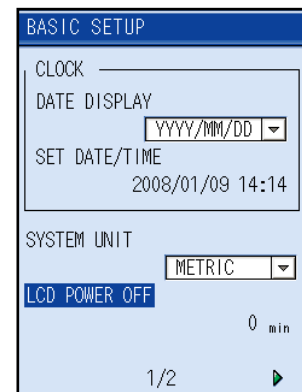 BASIC SETUP
CLOCK
DATE DISPLAY
YYYY/MM/DD
SET DATE/TIME
2008/01/09 14:14
SYSTEM UNIT
METRIC
LCD POWER OFF
0 min
1/2